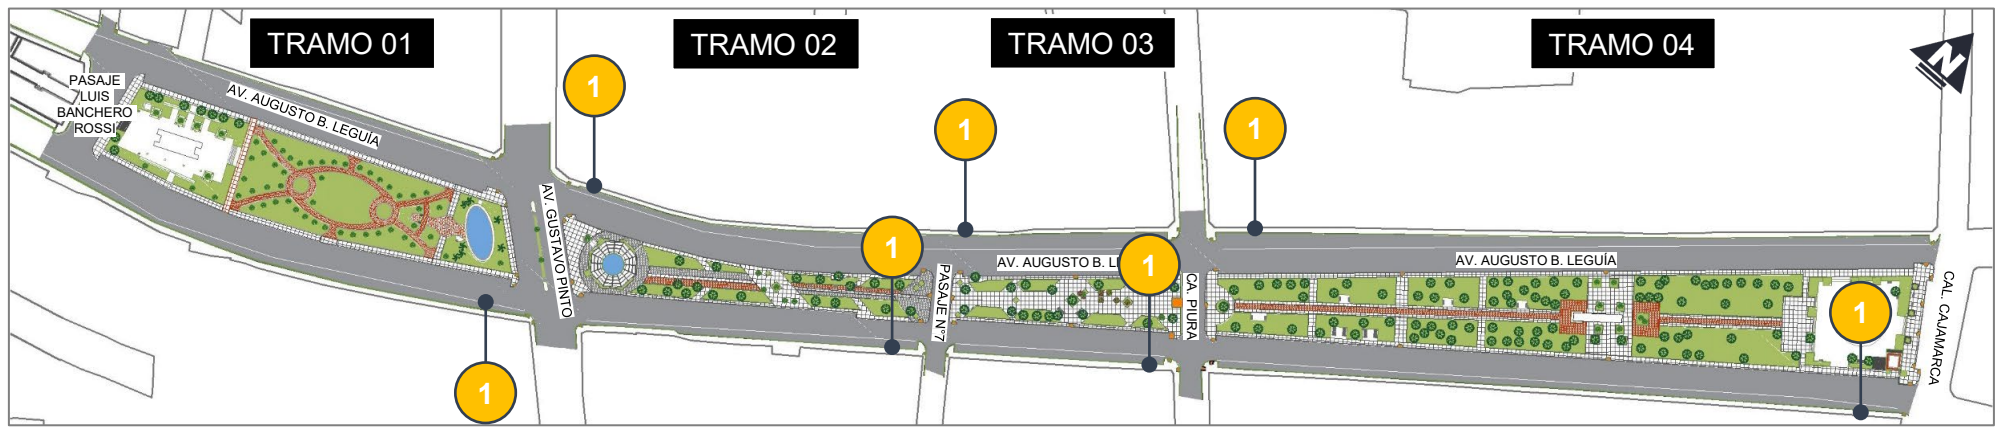 TRAMO 01
TRAMO 02
TRAMO 03
TRAMO 04
N
PASAJE
LUIS
BANCHERO
ROSSI
AV. AUGUSTO B. LEGUÍA
1
1
1
1
AV. GUSTAVO PINTO
1
PASAJE N°7
AV. AUGUSTO B. LE
1
CA. PIURA
AV. AUGUSTO B. LEGUÍA
1
CAL. CAJAMARCA